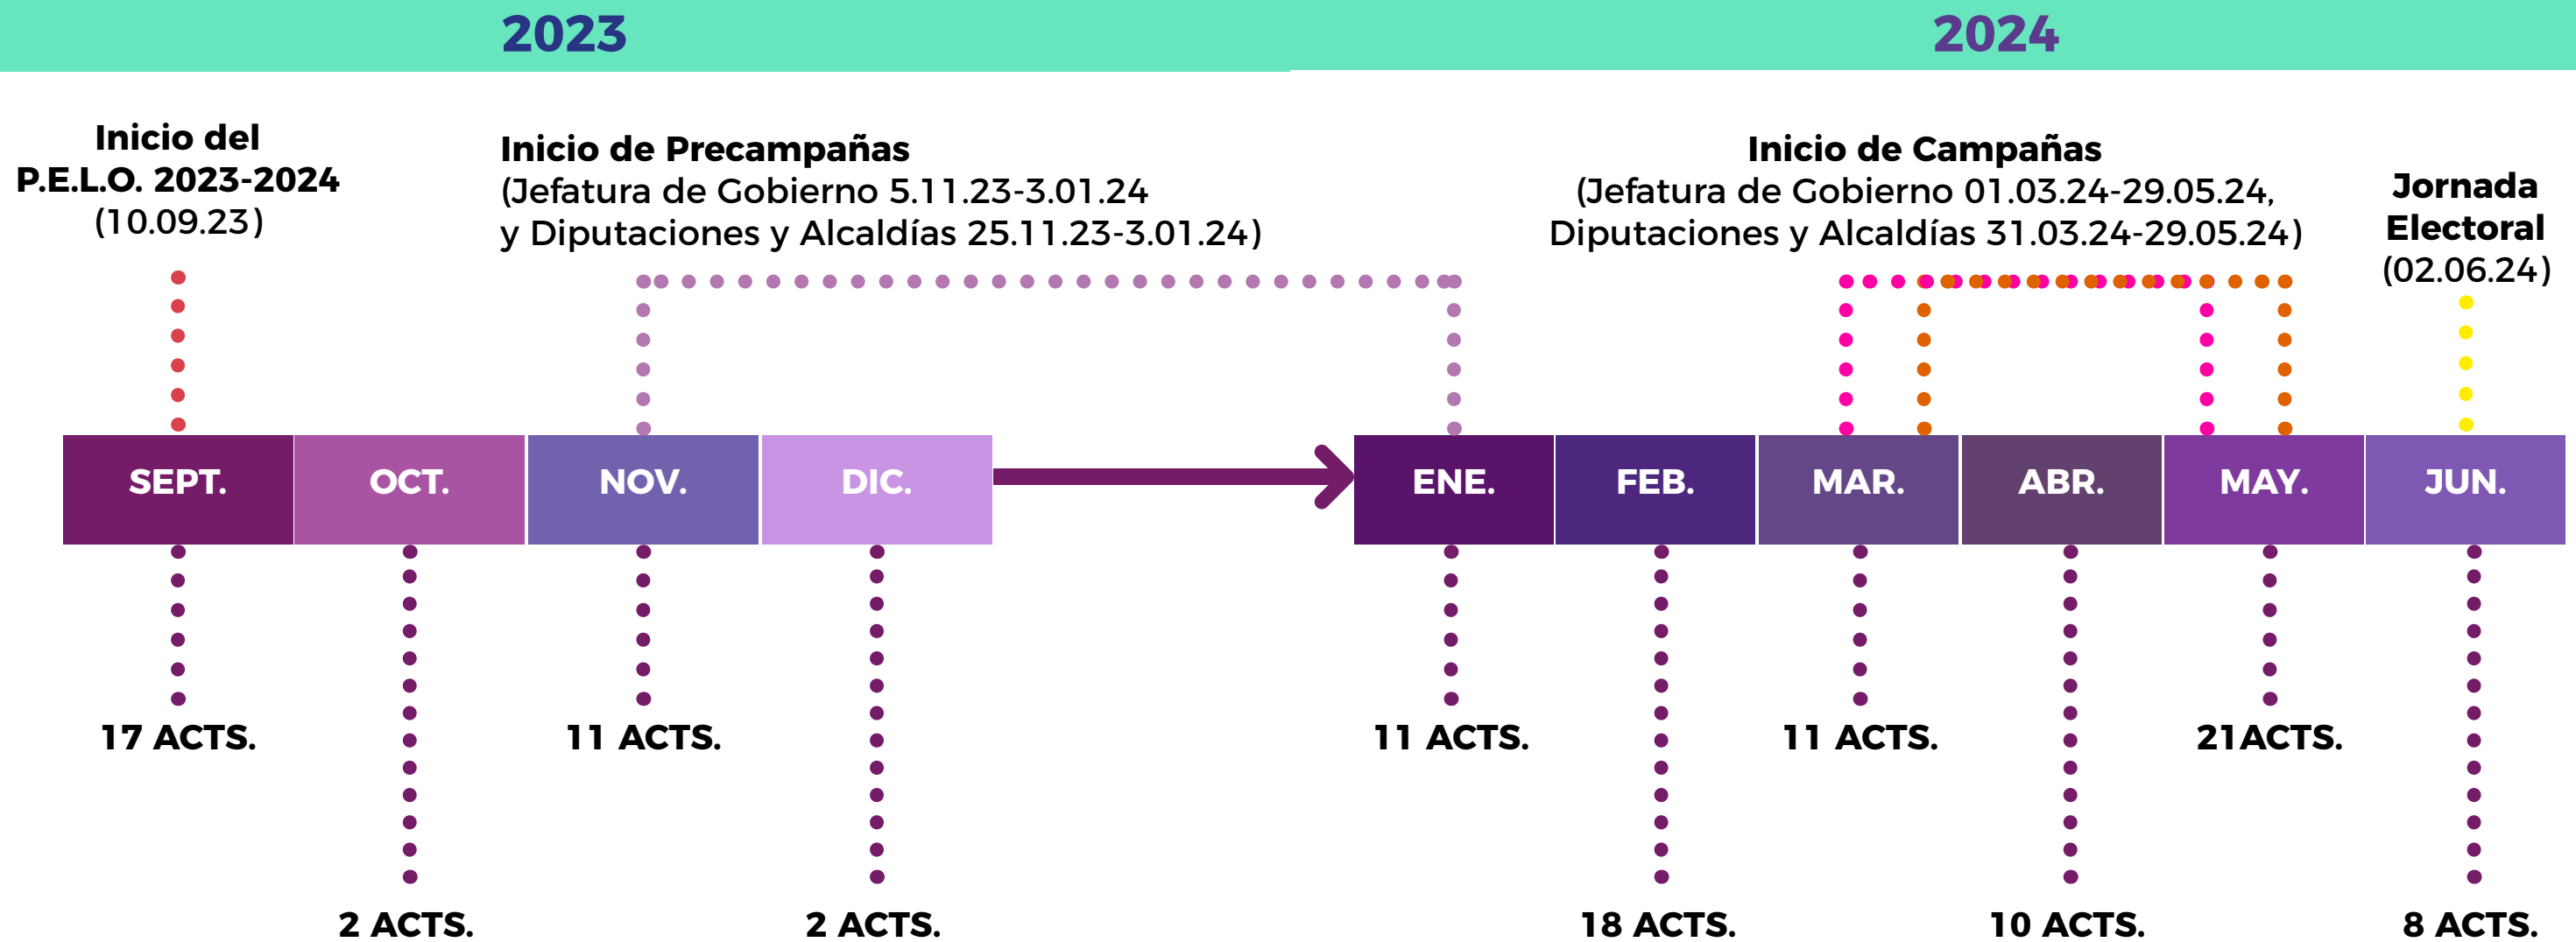 2023
2024
Inicio del
P.E.L.O. 2023-2024
(10.09.23)
Inicio de Precampañas
(Jefatura de Gobierno 5.11.23-3.01.24
y Diputaciones y Alcaldías 25.11.23-3.01.24)
Inicio de Campañas
(Jefatura de Gobierno 01.03.24-29.05.24,
Diputaciones y Alcaldías 31.03.24-29.05.24)
Jornada
Electoral
(02.06.24)
SEPT.
OCT.
NOV.
DIC.
ENE.
FEB.
MAR.
ABR.
MAY.
JUN.
17 ACTS.
11 ACTS.
11 ACTS.
11 ACTS.
21ACTS.
2 ACTS.
2 ACTS.
18 ACTS.
10 ACTS.
8 ACTS.